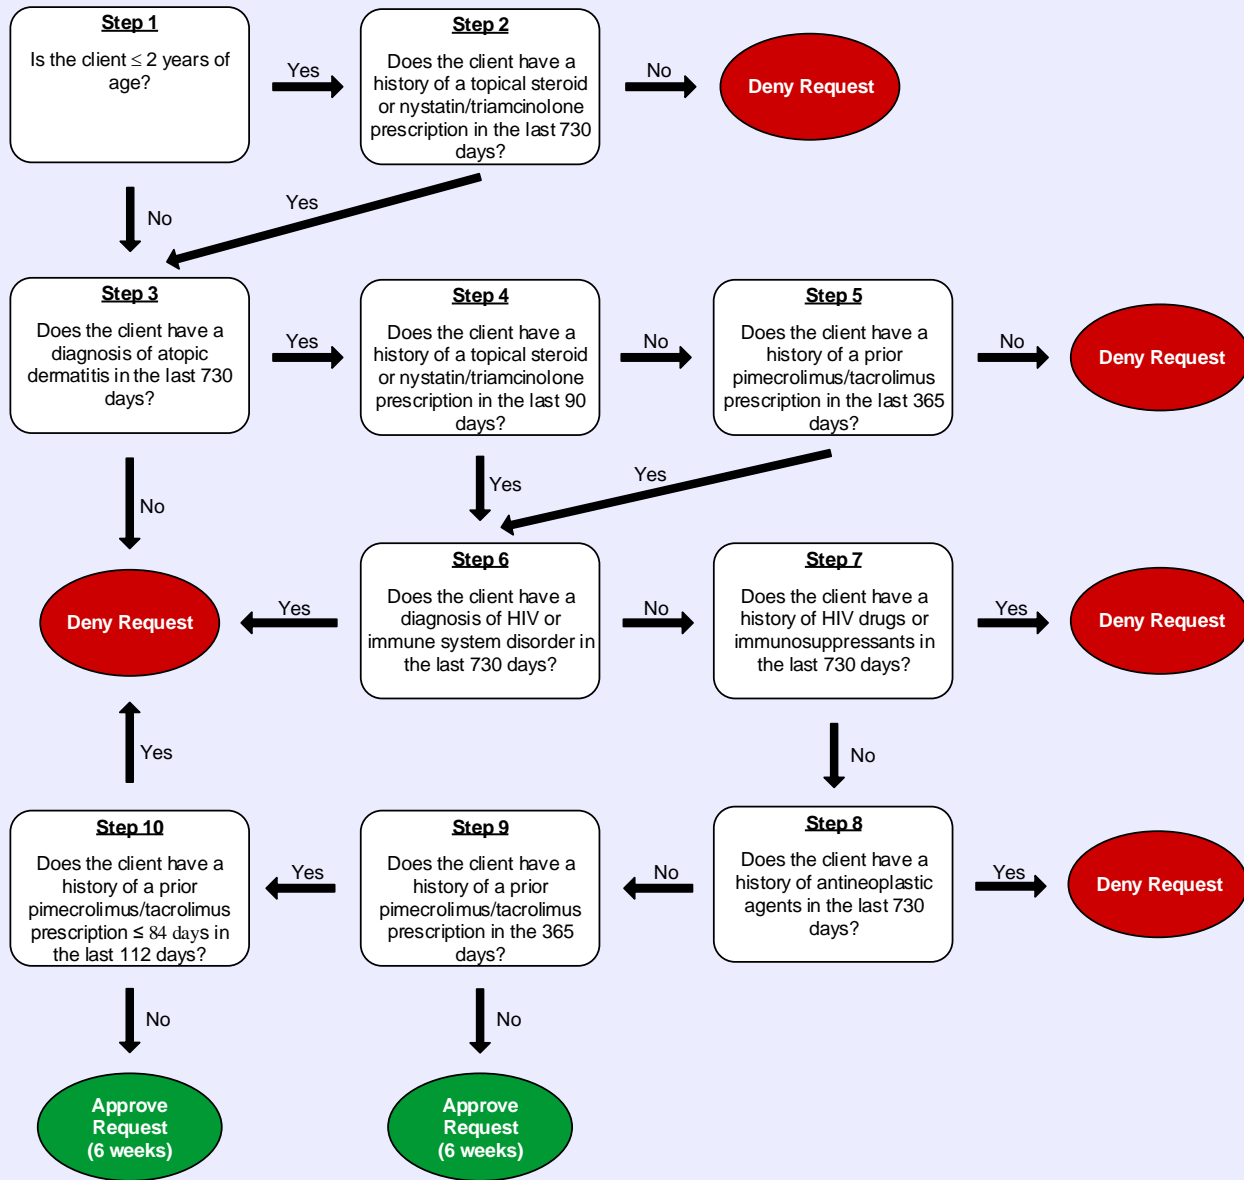 Step 1
Is the client ≤ 2 years of
age?
Yes
Step 2
Does the client have a
history of a topical steroid
or nystatin/triamcinolone
prescription in the last 730
days?
No
Deny Request
No
Yes
Step 3
Does the client have a
diagnosis of atopic
dermatitis in the last 730
days?
Yes
Step 4
Does the client have a
history of a topical steroid
or nystatin/triamcinolone
prescription in the last 90
days?
No
Step 5
Does the client have a
history of a prior
pimecrolimus/tacrolimus
prescription in the last 365
days?
No
Deny Request
No
Yes
Yes
Deny Request
Yes
Step 6
Does the client have a
diagnosis of HIV or
immune system disorder in
the last 730 days?
No
Step 7
Does the client have a
history of HIV drugs or
immunosuppressants in
the last 730 days?
Yes
Deny Request
Yes
No
Step 10
Does the client have a
history of a prior
pimecrolimus/tacrolimus
prescription ≤ 84 days in
the last 112 days?
Yes
Step 9
Does the client have a
history of a prior
pimecrolimus/tacrolimus
prescription in the 365
days?
No
Step 8
Does the client have a
history of antineoplastic
agents in the last 730
days?
Yes
Deny Request
No
No
Approve
Request
(6 weeks)
Approve
Request
(6 weeks)